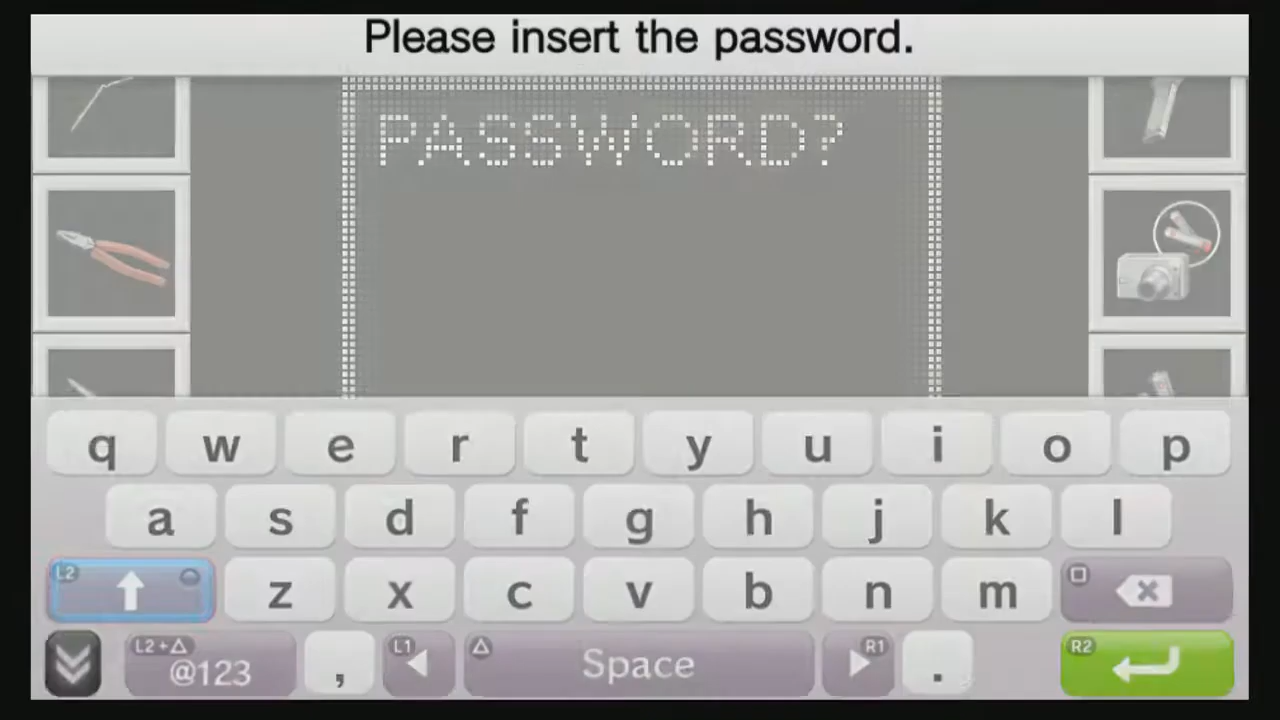 Please insert the password.
PASSWORD?
q w e r t y u i o p
a s d f g h j k l
L2 z x c v b n m
L2+△ @123 , L1 ◀ △ Space ▶ R1 . R2